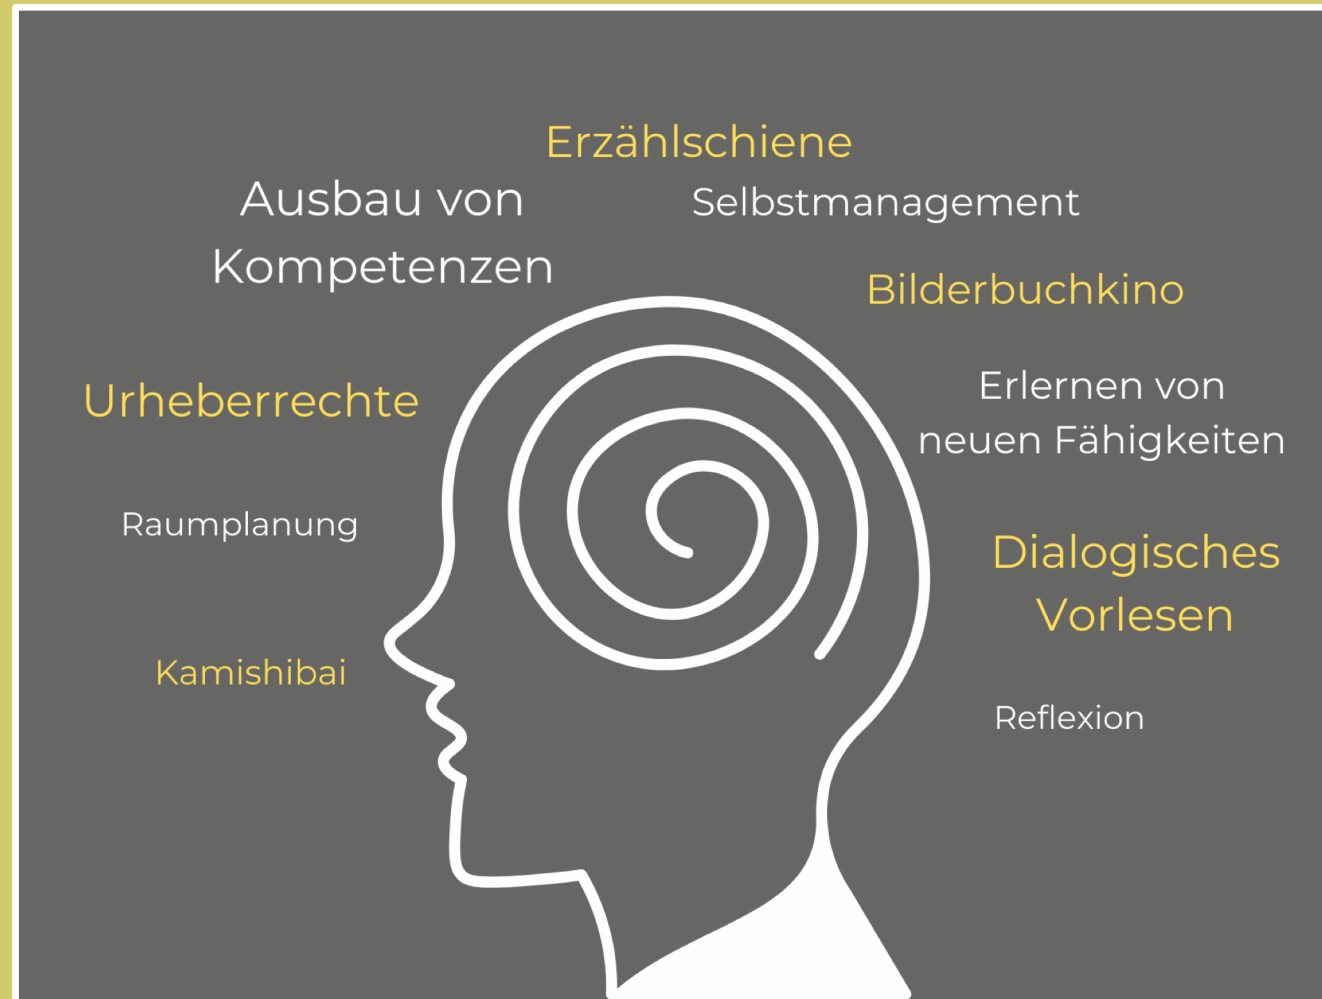 Erzählschiene
Ausbau von
Kompetenzen
Selbstmanagement
Bilderbuchkino
Urheberrechte
Erlernen von
neuen Fähigkeiten
Raumplanung
Dialogisches
Vorlesen
Kamishibai
Reflexion